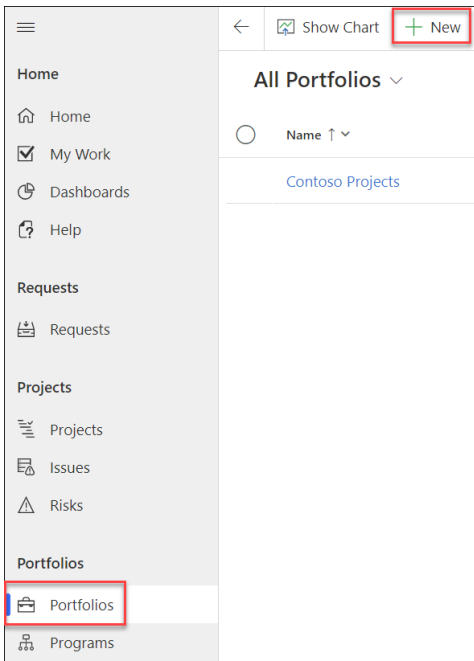 Show Chart
New
Home
Home
My Work
Dashboards
Help
Requests
Requests
Projects
Projects
Issues
Risks
Portfolios
Portfolios
Programs
All Portfolios
Name
Contoso Projects